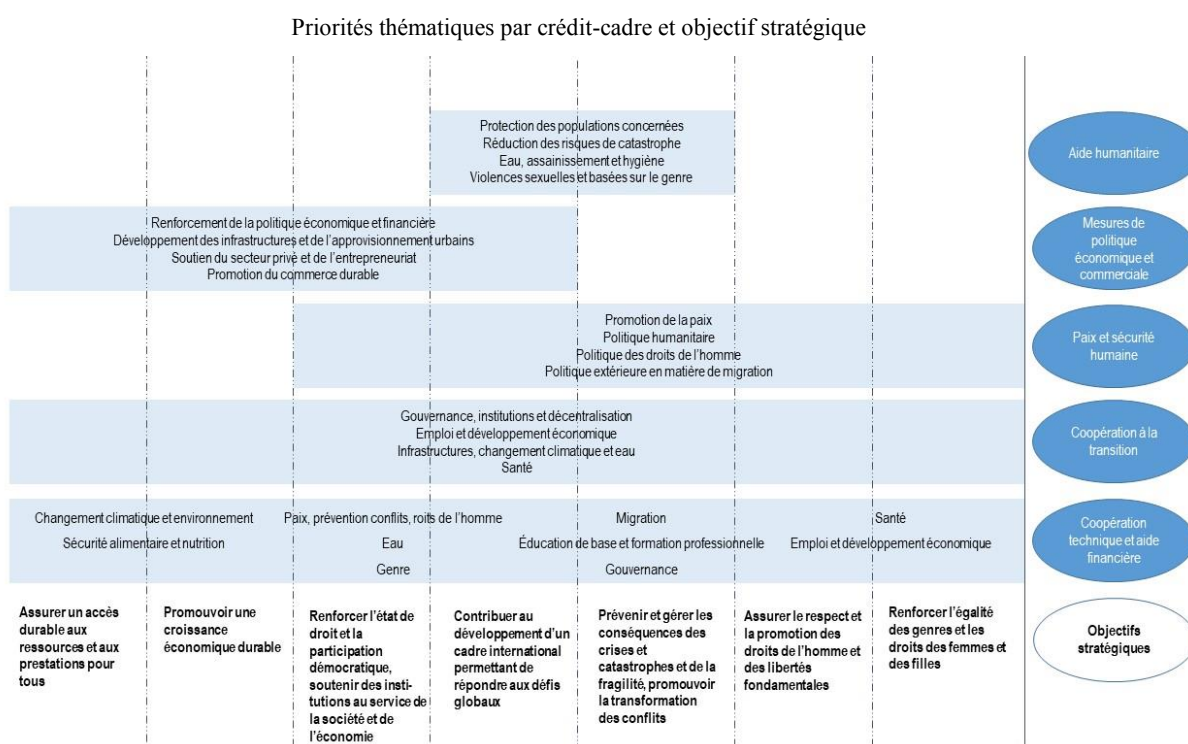 Priorités thématiques par crédit-cadre et objectif stratégique
Protection des populations concernées
Réduction des risques de catastrophe
Eau, assainissement et hygiène
Violences sexuelles et basées sur le genre
Aide humanitaire
Renforcement de la politique économique et financière
Développement des infrastructures et de l'approvisionnement urbains
Soutien du secteur privé et de l'entrepreneuriat
Promotion du commerce durable
Mesures de
politique
économique et
commerciale
Promotion de la paix
Politique humanitaire
Politique des droits de l'homme
Politique extérieure en matière de migration
Paix et sécurité
humaine
Gouvernance, institutions et décentralisation
Emploi et développement économique
Infrastructures, changement climatique et eau
Santé
Coopération à la
transition
Changement climatique et environnement
Paix, prévention conflits, roits de l'homme
Migration
Santé
Sécurité alimentaire et nutrition
Eau
Éducation de base et formation professionnelle
Emploi et développement économique
Genre
Gouvernance
Coopération
technique et aide
financière
Assurer un accès
durable aux
ressources et aux
prestations pour
tous
Promouvoir une
croissance
économique durable
Renforcer l'état de
droit et la
participation
démocratique,
soutenir des insti-
tutions au service de
la société et de
l'économie
Contribuer au
développement d'un
cadre international
permettant de
répondre aux défis
globaux
Prévenir et gérer les
conséquences des
crises et
catastrophes et de la
fragilité, promouvoir
la transformation
des conflits
Assurer le respect et
la promotion des
droits de l'homme et
des libertés
fondamentales
Renforcer l'égalité
des genres et les
droits des femmes et
des filles
Objectifs
stratégiques